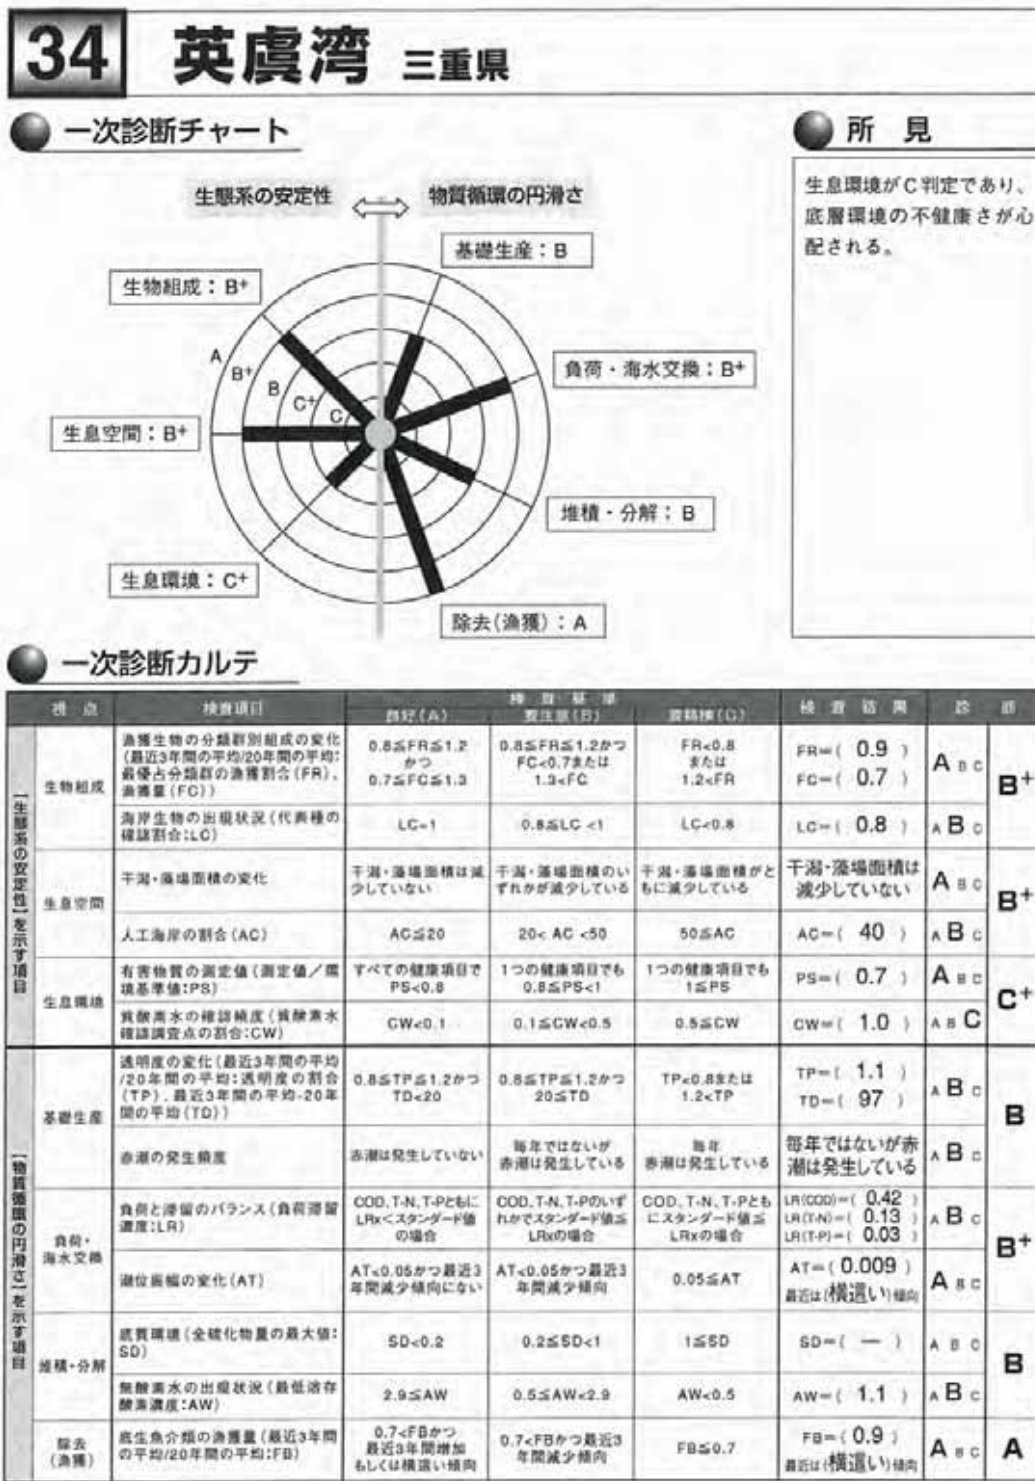 34 英虞湾 三重県
一次診断チャート
所 見
生息環境がC判定であり、
底層環境の不健康さが心
配される。
生態系の安定性
物質循環の円滑さ
基礎生産：B
生物組成：B+
負荷・海水交換：B+
A
B+
B
C+
C
生息空間：B+
堆積・分解：B
生息環境：C+
除去(漁獲)：A
一次診断カルテ
視 点 検査項目 検 査 基 準 検 査 結 果 診 断
良好(A) 要注意(B) 要精検(C)
[生態系の安定性]を示す項目
生物組成
漁獲生物の分類群別組成の変化
(最近3年間の平均/20年間の平均:
最優占分類群の漁獲割合(FR)、
漁獲量(FC))
0.8≦FR≦1.2
かつ
0.7≦FC≦1.3
0.8≦FR≦1.2かつ
FC<0.7または
1.3<FC
FR<0.8
または
1.2<FR
FR=( 0.9 )
FC=( 0.7 )
A B C
B+
海岸生物の出現状況(代表種の
確認割合:LC)
LC=1
0.8≦LC <1
LC<0.8
LC=( 0.8 )
A B C
生息空間
干潟・藻場面積の変化
干潟・藻場面積は減
少していない
干潟・藻場面積のい
ずれかが減少している
干潟・藻場面積がと
もに減少している
干潟・藻場面積は
減少していない
A B C
B+
人工海岸の割合(AC)
AC≦20
20< AC <50
50≦AC
AC=( 40 )
A B C
生息環境
有害物質の測定値(測定値/環
境基準値:PS)
すべての健康項目で
PS<0.8
1つの健康項目でも
0.8≦PS<1
1つの健康項目でも
1≦PS
PS=( 0.7 )
A B C
C+
貧酸素水の確認頻度(貧酸素水
確認調査点の割合:CW)
CW<0.1
0.1≦CW<0.5
0.5≦CW
CW=( 1.0 )
A B C
[物質循環の円滑さ]を示す項目
基礎生産
透明度の変化(最近3年間の平均
/20年間の平均:透明度の割合
(TP)、最近3年間の平均-20年
間の平均(TD))
0.8≦TP≦1.2かつ
TD<20
0.8≦TP≦1.2かつ
20≦TD
TP<0.8または
1.2<TP
TP=( 1.1 )
TD=( 97 )
A B C
B
赤潮の発生頻度
赤潮は発生していない
毎年ではないが
赤潮は発生している
毎年
赤潮は発生している
毎年ではないが赤
潮は発生している
A B C
負荷・
海水交換
負荷と滞留のバランス(負荷滞留
濃度:LR)
COD、T-N、T-Pともに
LRx<スタンダード値
の場合
COD、T-N、T-Pのいず
れかでスタンダード値≦
LRxの場合
COD、T-N、T-Pとも
にスタンダード値≦
LRxの場合
LR(COD)=( 0.42 )
LR(T-N)=( 0.13 )
LR(T-P)=( 0.03 )
A B C
B+
潮位振幅の変化(AT)
AT<0.05かつ最近3
年間減少傾向にない
AT<0.05かつ最近3
年間減少傾向
0.05≦AT
AT=( 0.009 )
最近は(横這い)傾向
A B C
堆積・分解
底質環境(全硫化物量の最大値:
SD)
SD<0.2
0.2≦SD<1
1≦SD
SD=( ― )
A B C
B
無酸素水の出現状況(最低溶存
酸素濃度:AW)
2.9≦AW
0.5≦AW<2.9
AW<0.5
AW=( 1.1 )
A B C
除去
(漁獲)
底生魚介類の漁獲量(最近3年間
の平均/20年間の平均:FB)
0.7<FBかつ
最近3年間増加
もしくは横這い傾向
0.7<FBかつ最近3
年間減少傾向
FB≦0.7
FB=( 0.9 )
最近は(横這い)傾向
A B C
A